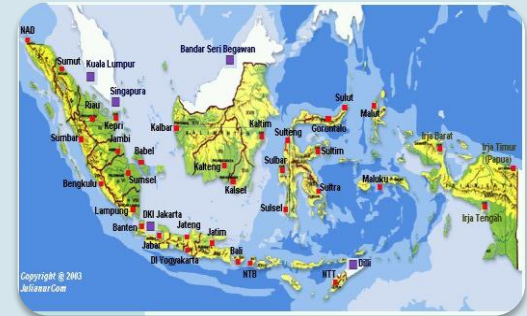 NAD
Sumut
Kuala Lumpur
Bandar Seri Begawan
Singapura
Riau
Kepri
Kalbar
Kaltim
Sulut
Malut
Gorontalo
Sulteng
Irja Barat
Irja Timur
(Papua)
Sumbar
Jambi
Babel
Kalteng
Sulbar
Sultim
Bengkulu
Sumsel
Kalsel
Sultra
Maluku
Lampung
DKI Jakarta
Sulsel
Irja Tengah
Banten
Jateng
Jatim
Jabar
DI Yogyakarta
Bali
NTB
NTT
Dilli
Copyright @ 2003
JulianurCom